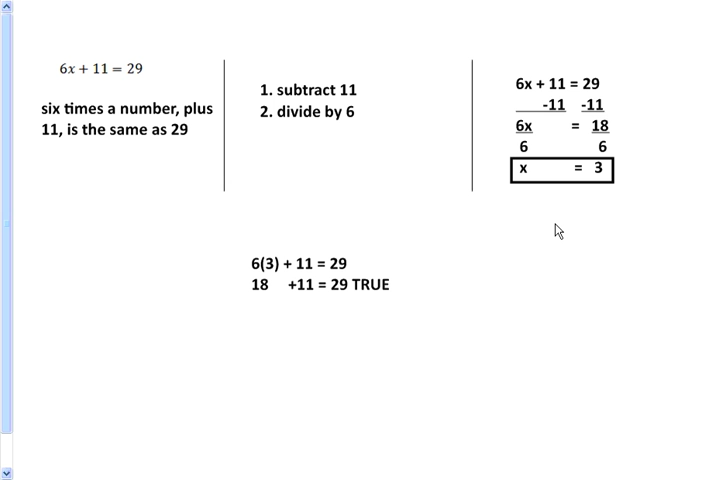 6x + 11 = 29
six times a number, plus
11, is the same as 29
1. subtract 11
2. divide by 6
6x + 11 = 29
-11 -11
6x = 18
6 6
x = 3
6(3) + 11 = 29
18 +11 = 29 TRUE